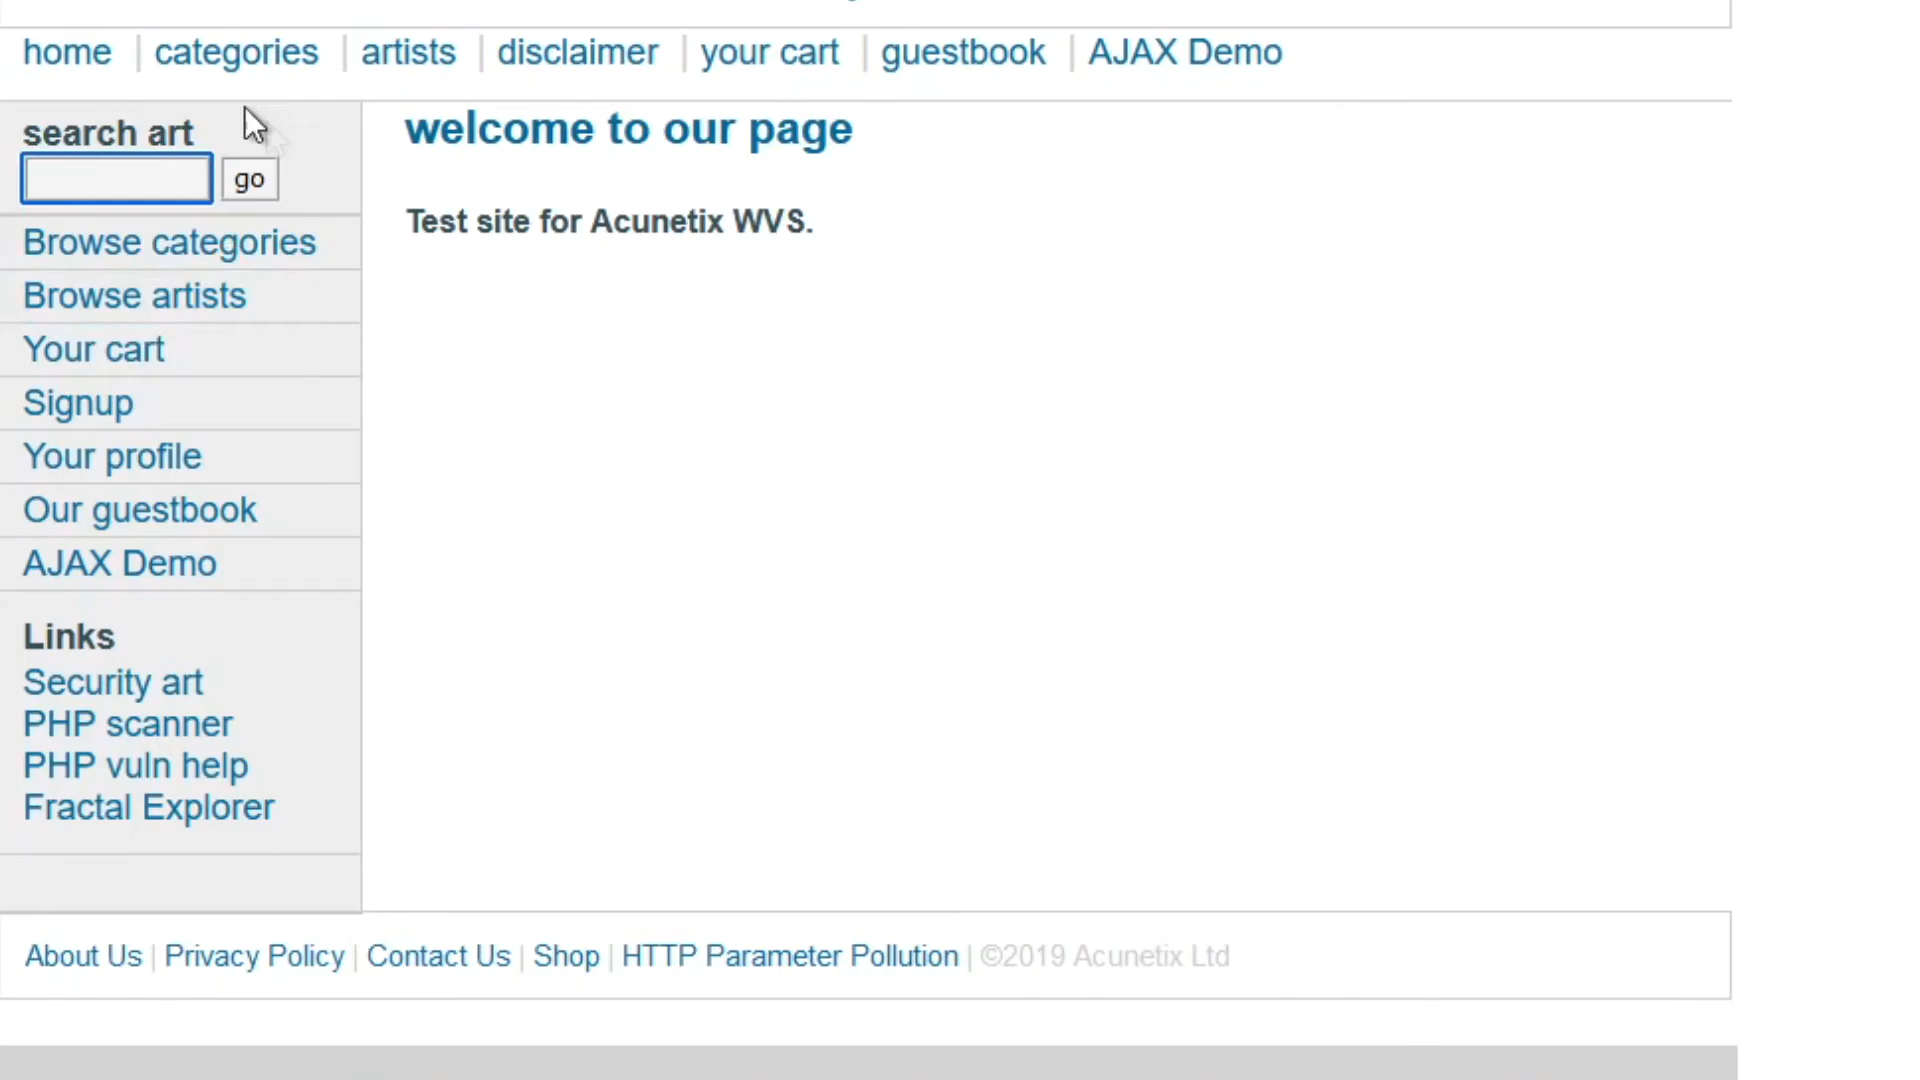 home | categories | artists | disclaimer | your cart | guestbook | AJAX Demo
search art
go
Browse categories
Browse artists
Your cart
Signup
Your profile
Our guestbook
AJAX Demo
Links
Security art
PHP scanner
PHP vuln help
Fractal Explorer
welcome to our page
Test site for Acunetix WVS.
About Us | Privacy Policy | Contact Us | Shop | HTTP Parameter Pollution | ©2019 Acunetix Ltd